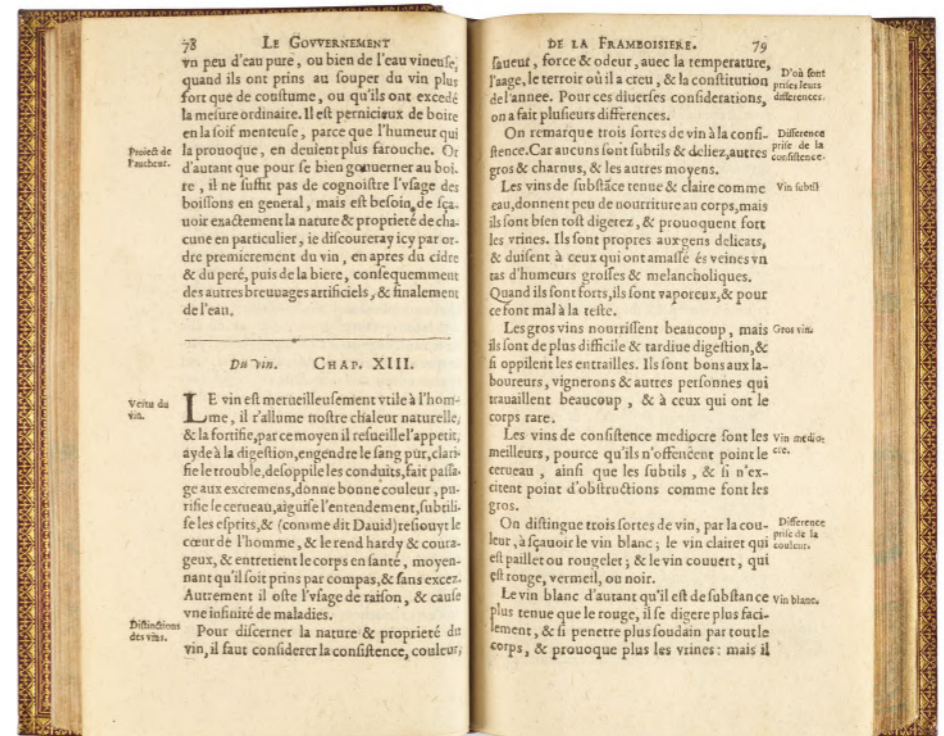 78 LE GOVVERNEMENT
vn peu d'eau pure, ou bien de l'eau vineuſe,
quand ils ont prins au ſouper du vin plus
fort que de couſtume, ou qu'ils ont excedé
la meſure ordinaire. Il eſt pernicieux de boire
en la ſoif menteuſe, parce que l'humeur qui
Proiect de
l'autheur.
la prouoque, en deuient plus farouche. Or
d'autant que pour ſe bien gouuerner au boi-
re, il ne ſuffit pas de cognoiſtre l'vſage des
boiſſons en general, mais eſt beſoin, de ſça-
uoir exactement la nature & proprieté de cha-
cune en particulier, ie diſcoureray icy par or-
dre premierement du vin, en apres du cidre
& du peré, puis de la biere, conſequemment
des autres breuuages artificiels, & finalement
de l'eau.
Du vin. CHAP. XIII.
Vertu du
vin.
LE vin eſt merueilleuſement vtile à l'hom-
me, il r'allume noſtre chaleur naturelle,
& la fortifie, par ce moyen il reſueille l'appetit,
ayde à la digeſtion, engendre le ſang pur, clari-
fie le trouble, deſoppile les conduits, fait paſſa-
ge aux excremens, donne bonne couleur, pu-
rifie le cerueau, aiguiſe l'entendement, ſubtili-
ſe les eſprits, & (comme dit Dauid) reſiouyt le
cœur de l'homme, & le rend hardy & coura-
geux, & entretient le corps en ſanté, moyen-
nant qu'il ſoit prins par compas, & ſans excez.
Autrement il oſte l'vſage de raiſon, & cauſe
vne infinité de maladies.
Diſtinctions
des vins.
Pour diſcerner la nature & proprieté du
vin, il faut conſiderer la conſiſtence, couleur,
DE LA FRAMBOISIERE. 79
ſaueur, force & odeur, auec la temperature,
l'aage, le terroir où il a creu, & la conſtitution
D'où ſont
priſes leurs
differences.
de l'annee. Pour ces diuerſes conſiderations,
on a fait pluſieurs differences.
On remarque trois ſortes de vin à la conſi-
Difference
priſe de la
conſiſtence.
ſtence. Car aucuns ſont ſubtils & deliez, autres
gros & charnus, & les autres moyens.
Les vins de ſubſtãce tenue & claire comme
Vin ſubtil
eau, donnent peu de nourriture au corps, mais
ils ſont bien toſt digerez, & prouoquent fort
les vrines. Ils ſont propres aux gens delicats,
& duiſent à ceux qui ont amaſſé és veines vn
tas d'humeurs groſſes & melancholiques.
Quand ils ſont forts, ils ſont vaporeux, & pour
ce font mal à la teſte.
Les gros vins nourriſſent beaucoup, mais
Gros vin.
ils ſont de plus difficile & tardiue digeſtion, &
ſi oppilent les entrailles. Ils ſont bons aux la-
boureurs, vignerons & autres perſonnes qui
trauaillent beaucoup, & à ceux qui ont le
corps rare.
Les vins de conſiſtence mediocre ſont les
Vin medio-
cre.
meilleurs, pource qu'ils n'offencent point le
cerueau, ainſi que les ſubtils, & ſi n'ex-
citent point d'obſtructions comme font les
gros.
On diſtingue trois ſortes de vin, par la cou-
Difference
priſe de la
couleur.
leur, à ſçauoir le vin blanc; le vin clairet qui
eſt paillet ou rougelet; & le vin couuert, qui
eſt rouge, vermeil, ou noir.
Le vin blanc d'autant qu'il eſt de ſubſtance
Vin blanc.
plus tenue que le rouge, il ſe digere plus faci-
lement, & ſi penetre plus ſoudain par tout le
corps, & prouoque plus les vrines: mais il